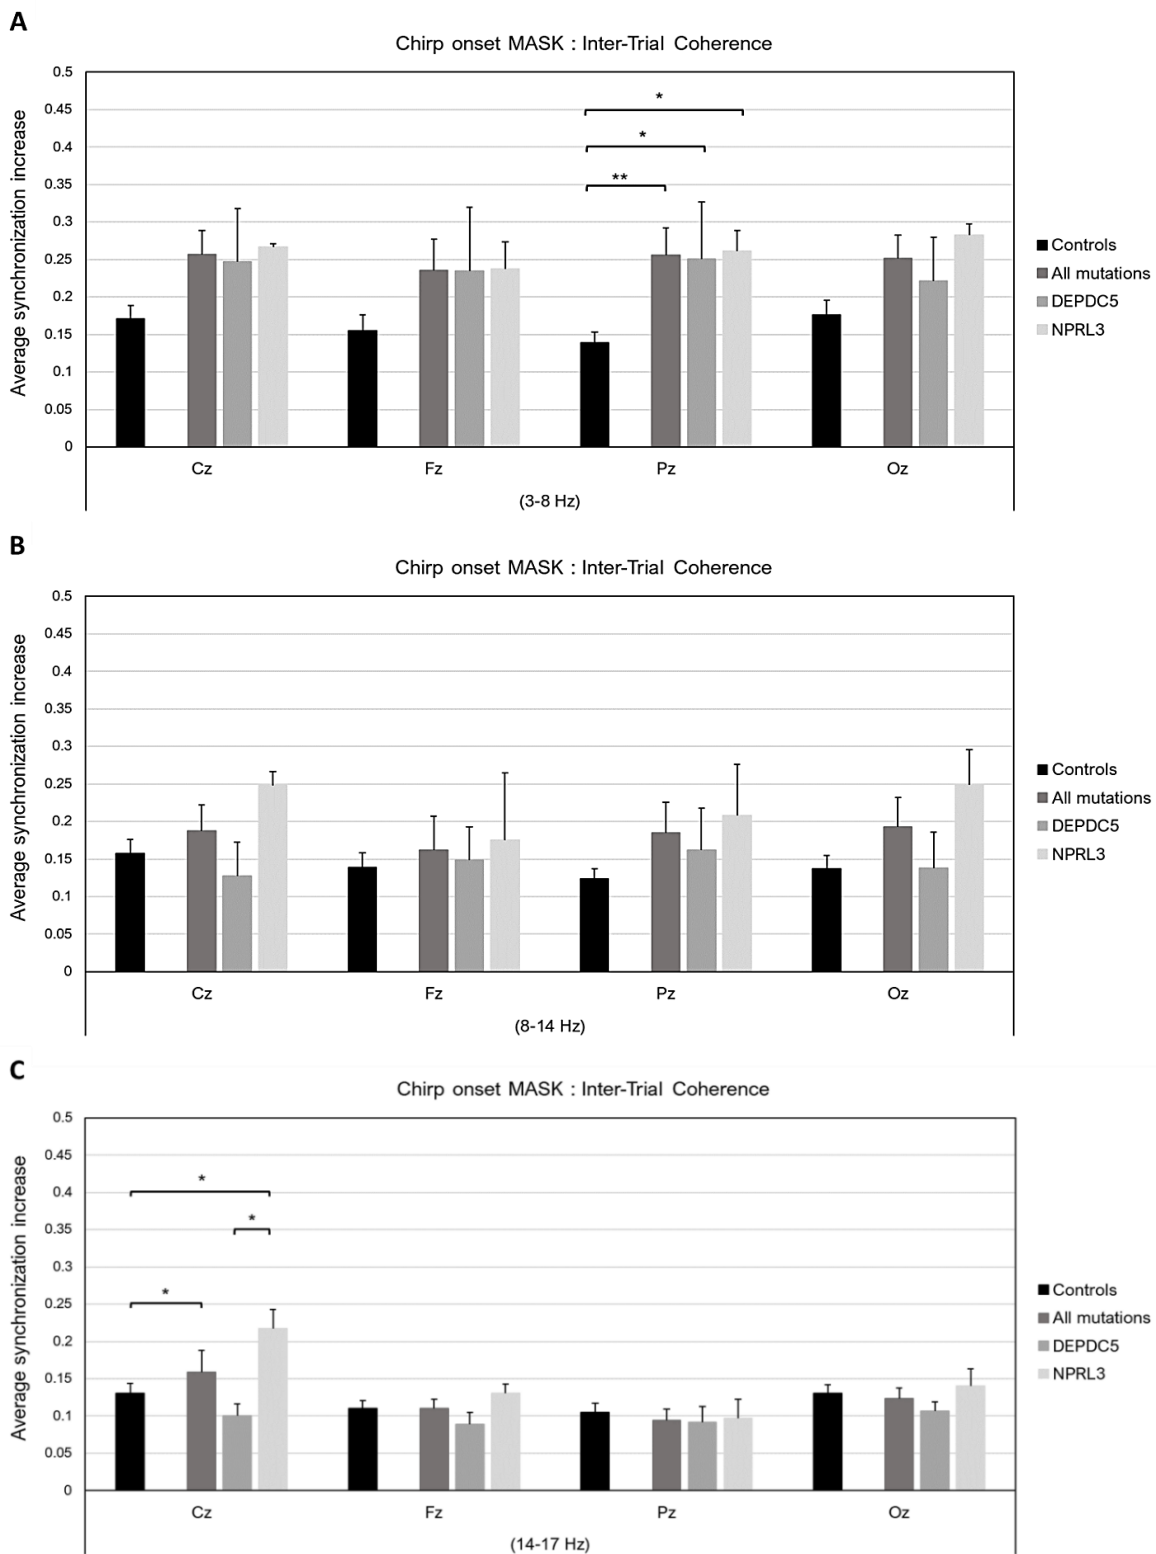 A
Chirp onset MASK : Inter-Trial Coherence
Average synchronization increase
0.5
0.45
0.4
0.35
0.3
0.25
0.2
0.15
0.1
0.05
0
*
*
**
Cz Fz Pz Oz
(3-8 Hz)
Controls
All mutations
DEPDC5
NPRL3
B
Chirp onset MASK : Inter-Trial Coherence
Average synchronization increase
0.5
0.45
0.4
0.35
0.3
0.25
0.2
0.15
0.1
0.05
0
Cz Fz Pz Oz
(8-14 Hz)
Controls
All mutations
DEPDC5
NPRL3
C
Chirp onset MASK : Inter-Trial Coherence
Average synchronization increase
0.5
0.45
0.4
0.35
0.3
0.25
0.2
0.15
0.1
0.05
0
*
*
*
Cz Fz Pz Oz
(14-17 Hz)
Controls
All mutations
DEPDC5
NPRL3